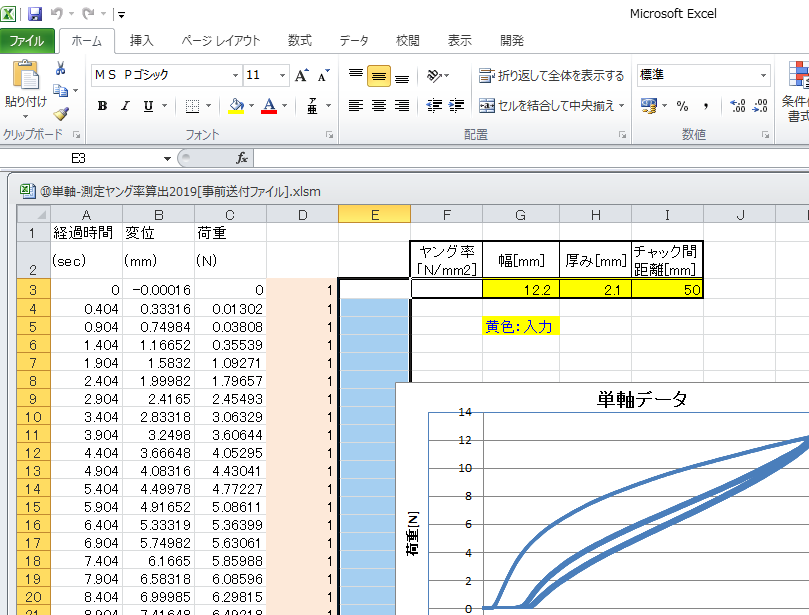 Microsoft Excel
ファイル ホーム 挿入 ページ レイアウト 数式 データ 校閲 表示 開発
ＭＳ Ｐゴシック 11 A A 折り返して全体を表示する 標準
貼り付け B I U A セルを結合して中央揃え % , 条件付
書式
クリップボード フォント 配置 数値
E3 fx
⑩単軸-測定ヤング率算出2019[事前送付ファイル].xlsm
A B C D E F G H I J
1 経過時間 変位 荷重
2 (sec) (mm) (N) ヤング率 [N/mm2] 幅[mm] 厚み[mm] チャック間 距離[mm]
3 0 -0.00016 0 1 12.2 2.1 50
4 0.404 0.33316 0.01302 1
5 0.904 0.74984 0.03808 1 黄色：入力
6 1.404 1.16652 0.35539 1
7 1.904 1.5832 1.09271 1
8 2.404 1.99982 1.79657 1
9 2.904 2.4165 2.45493 1 単軸データ
10 3.404 2.83318 3.06329 1 14
11 3.904 3.2498 3.60644 1 12
12 4.404 3.66648 4.05295 1
13 4.904 4.08316 4.43041 1 10
14 5.404 4.49978 4.77227 1
15 5.904 4.91652 5.08611 1 8
16 6.404 5.33319 5.36399 1 6
17 6.904 5.74982 5.63061 1 荷重[N]
18 7.404 6.1665 5.85988 1 4
19 7.904 6.58318 6.08596 1
20 8.404 6.99985 6.29815 1 2
21 8.904 7.41648 6.49218 1 0